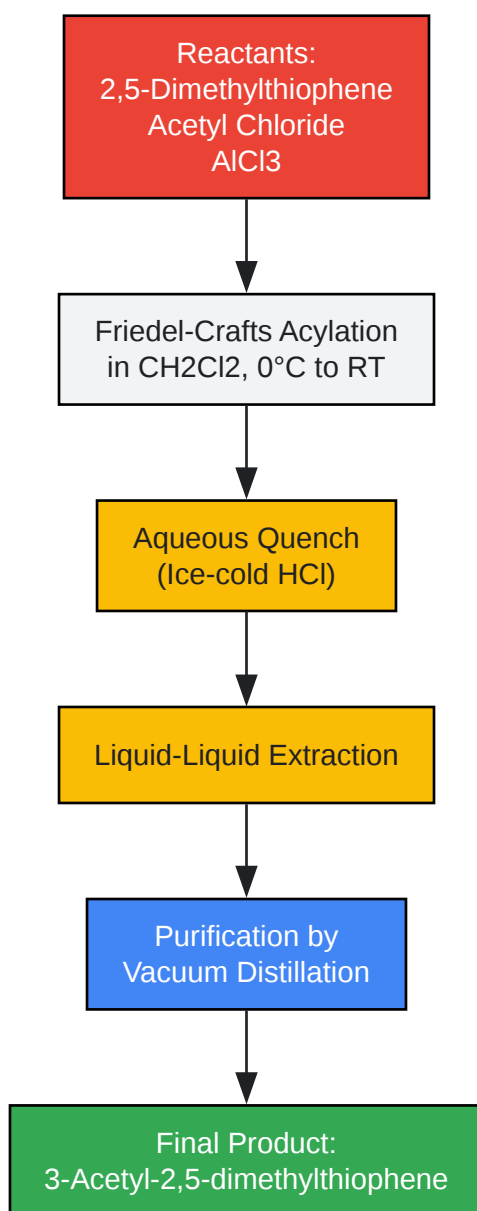 Reactants:
2,5-Dimethylthiophene
Acetyl Chloride
AlCl3
Friedel-Crafts Acylation
in CH2Cl2, 0°C to RT
Aqueous Quench
(Ice-cold HCl)
Liquid-Liquid Extraction
Purification by
Vacuum Distillation
Final Product:
3-Acetyl-2,5-dimethylthiophene